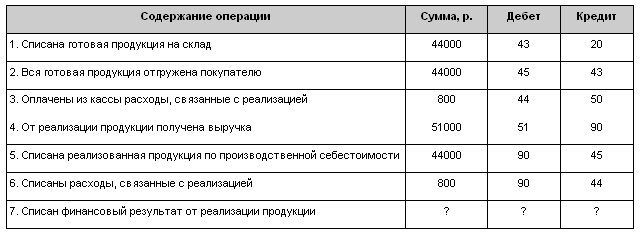 Содержание операции Сумма, р. Дебет Кредит
1. Списана готовая продукция на склад 44000 43 20
2. Вся готовая продукция отгружена покупателю 44000 45 43
3. Оплачены из кассы расходы, связанные с реализацией 800 44 50
4. От реализации продукции получена выручка 51000 51 90
5. Списана реализованная продукция по производственной себестоимости 44000 90 45
6. Списаны расходы, связанные с реализацией 800 90 44
7. Списан финансовый результат от реализации продукции ? ? ?